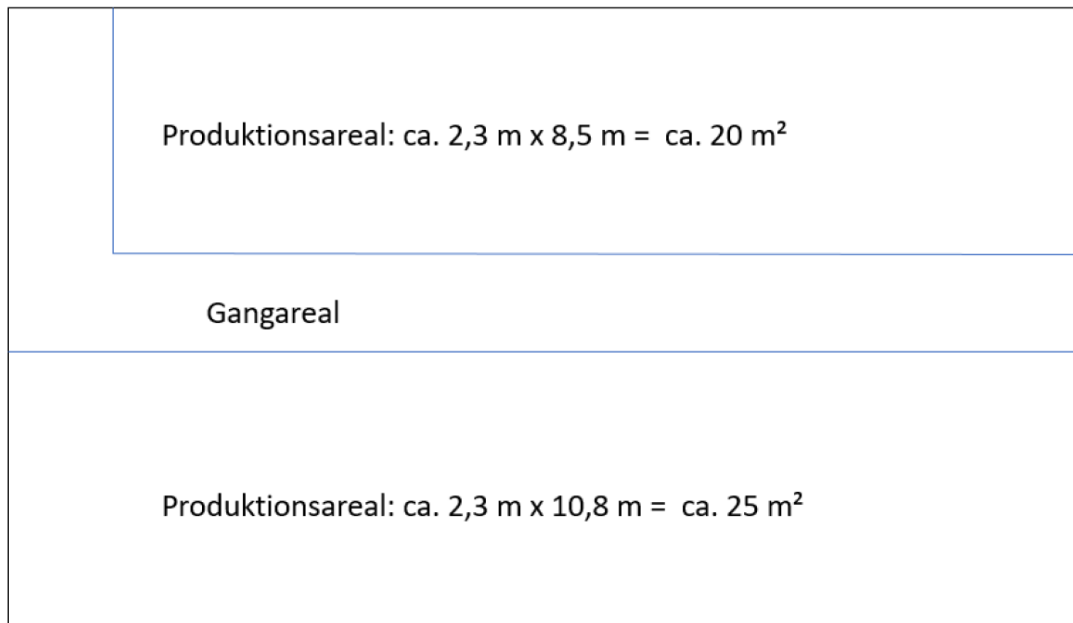 Produktionsareal: ca. 2,3 m x 8,5 m =  ca. 20 m²
Gangareal
Produktionsareal: ca. 2,3 m x 10,8 m =  ca. 25 m²